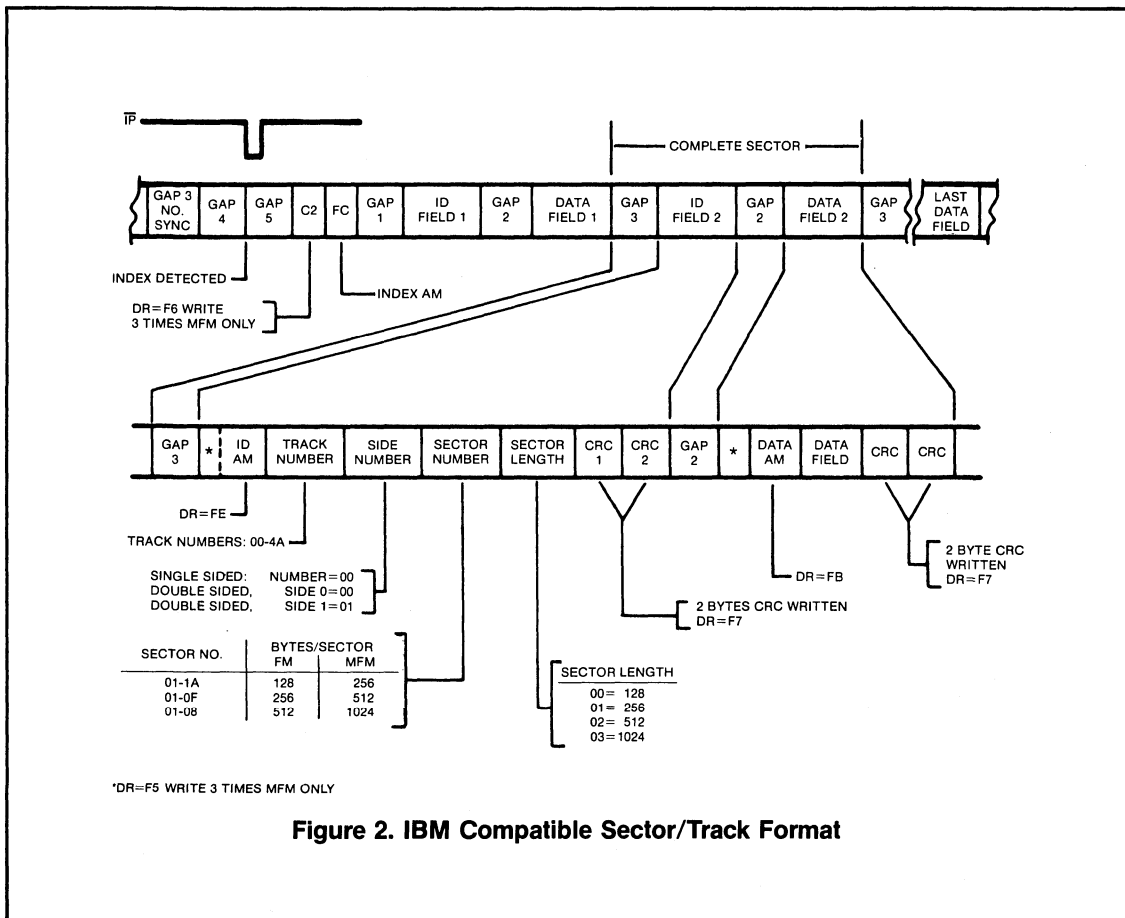 IP
COMPLETE SECTOR
GAP 3 NO. SYNC
GAP 4
GAP 5
C2
FC
GAP 1
ID FIELD 1
GAP 2
DATA FIELD 1
GAP 3
ID FIELD 2
GAP 2
DATA FIELD 2
GAP 3
LAST DATA FIELD
INDEX DETECTED
INDEX AM
DR=F6 WRITE
3 TIMES MFM ONLY
GAP 3
*
ID AM
TRACK NUMBER
SIDE NUMBER
SECTOR NUMBER
SECTOR LENGTH
CRC 1
CRC 2
GAP 2
*
DATA AM
DATA FIELD
CRC
CRC
DR=FE
TRACK NUMBERS: 00-4A
SINGLE SIDED: NUMBER=00
DOUBLE SIDED, SIDE 0=00
DOUBLE SIDED, SIDE 1=01
DR=FB
2 BYTE CRC
WRITTEN
DR=F7
2 BYTES CRC WRITTEN
DR=F7
SECTOR NO. BYTES/SECTOR
FM MFM
01-1A 128 256
01-0F 256 512
01-08 512 1024
SECTOR LENGTH
00= 128
01= 256
02= 512
03=1024
*DR=F5 WRITE 3 TIMES MFM ONLY
Figure 2. IBM Compatible Sector/Track Format